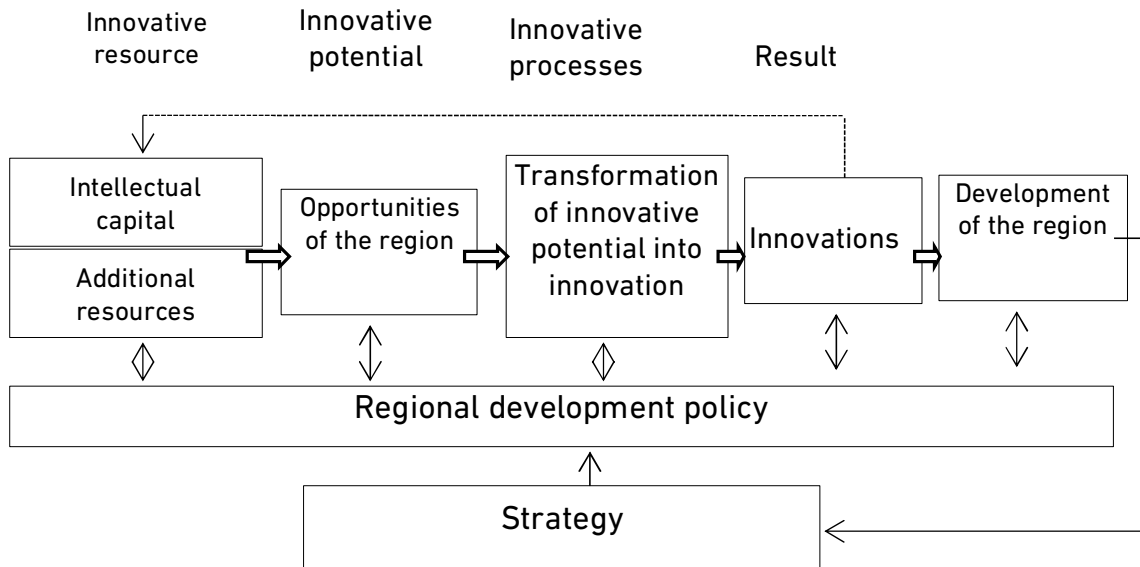 Innovative
resource
Innovative
potential
Innovative
processes
Result
Intellectual
capital
Additional
resources
Opportunities
of the region
Transformation
of innovative
potential into
innovation
Innovations
Development
of the region
Regional development policy
Strategy